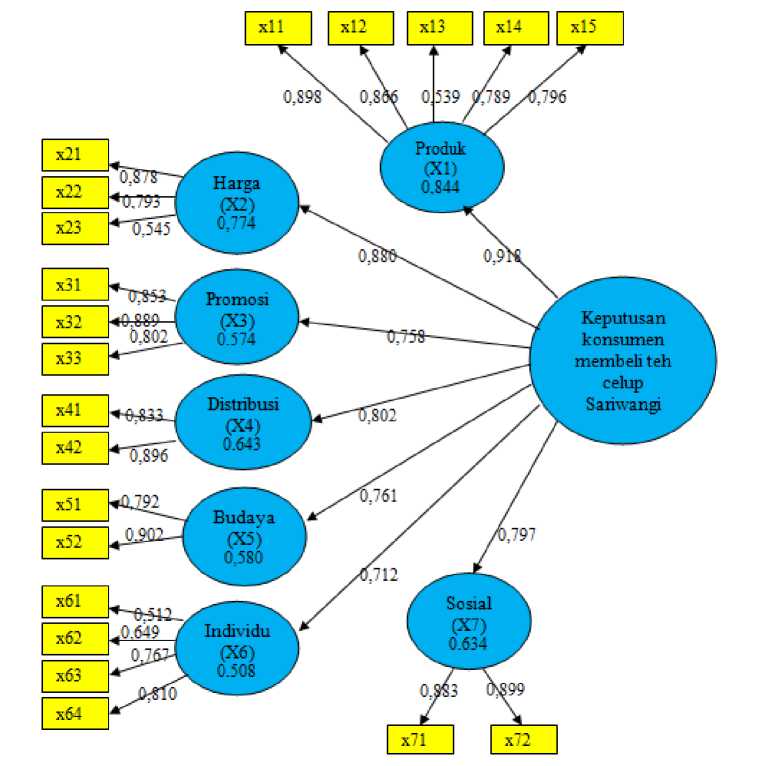 x11
x12
x13
x14
x15
0,898
0,866
0,539
0,789
0,796
Produk
(X1)
0.844
x21
x22
x23
0,878
0,793
0,545
Harga
(X2)
0,774
0,880
0,918
x31
x32
x33
0,853
0,889
0,802
Promosi
(X3)
0.574
0,758
Keputusan
konsumen
membeli teh
celup
Sariwangi
x41
x42
0,833
0,896
Distribusi
(X4)
0.643
0,802
x51
x52
0,792
0.902
Budaya
(X5)
0,580
0,761
x61
x62
x63
x64
0,512
0.649
0,767
0,810
Individu
(X6)
0.508
0,712
0,797
Sosial
(X7)
0.634
0,883
0,899
x71
x72